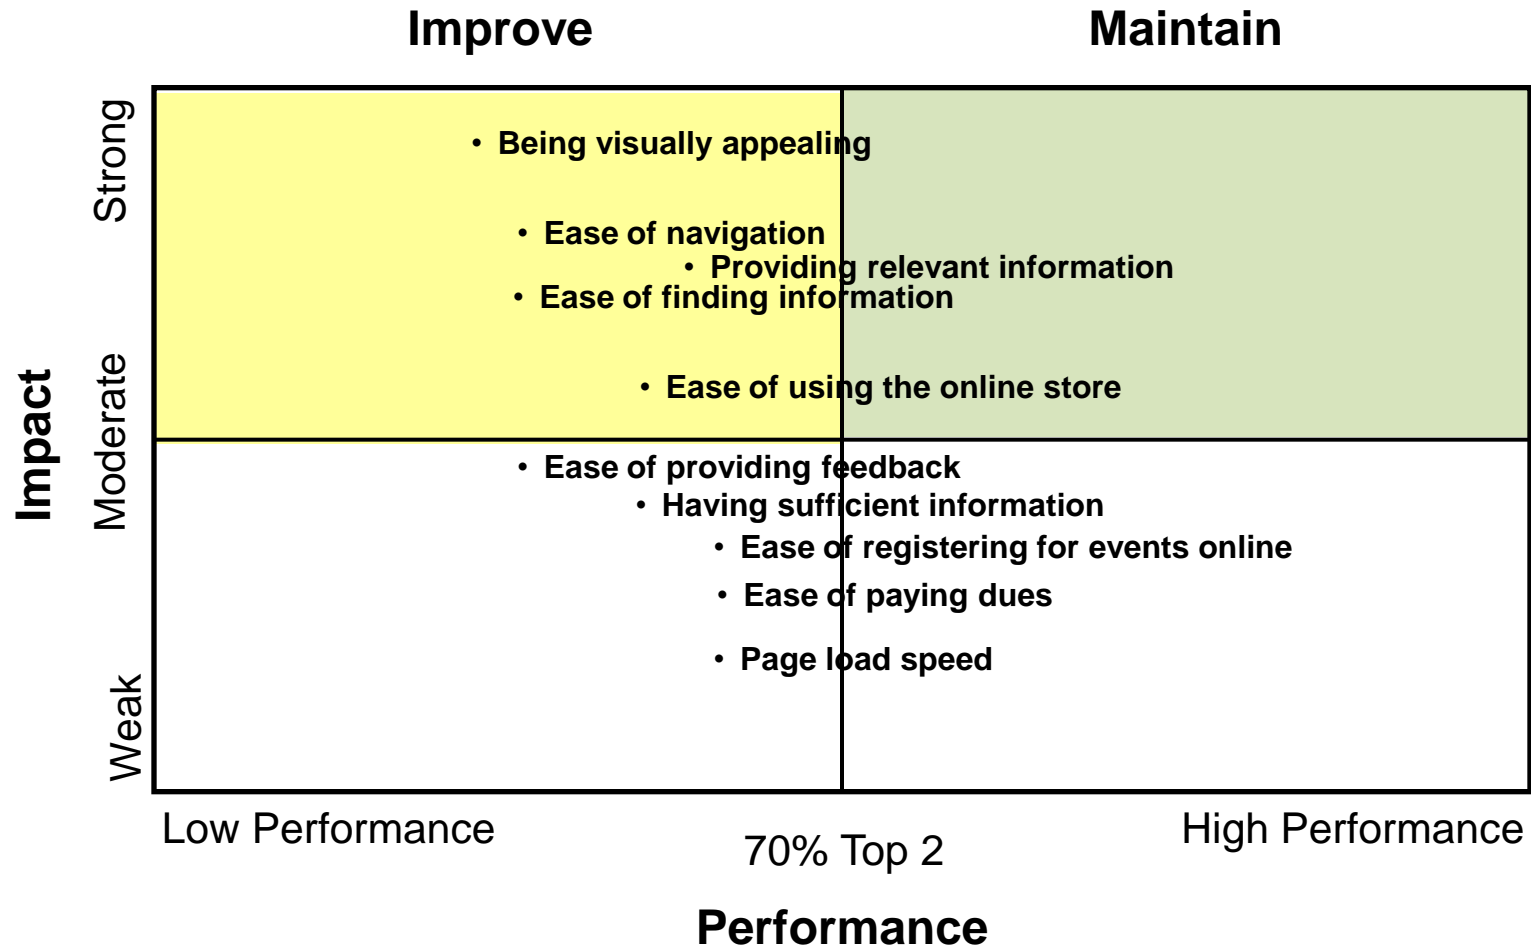 Improve
Maintain
Strong
• Being visually appealing
• Ease of navigation
• Providing relevant information
• Ease of finding information
Impact
Moderate
• Ease of using the online store
• Ease of providing feedback
• Having sufficient information
• Ease of registering for events online
• Ease of paying dues
• Page load speed
Weak
Low Performance
70% Top 2
High Performance
Performance